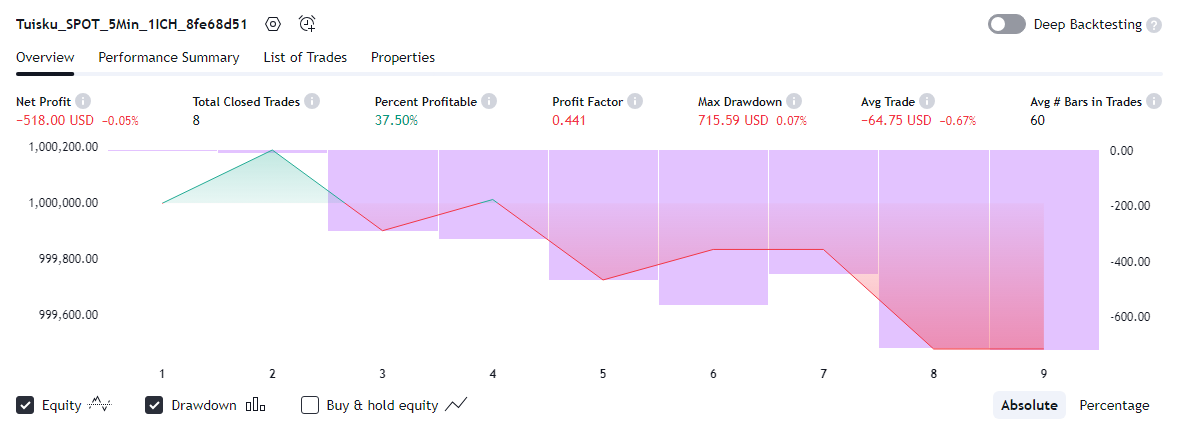 Tuisku_SPOT_5Min_1ICH_8fe68d51
Deep Backtesting ?
Overview Performance Summary List of Trades Properties
Net Profit Total Closed Trades Percent Profitable Profit Factor Max Drawdown Avg Trade Avg # Bars in Trades
−518.00 USD −0.05% 8 37.50% 0.441 715.59 USD 0.07% −64.75 USD −0.67% 60
1,000,200.00 0.00
1,000,000.00 -200.00
999,800.00 -400.00
999,600.00 -600.00
1 2 3 4 5 6 7 8 9
Equity Drawdown Buy & hold equity Absolute Percentage